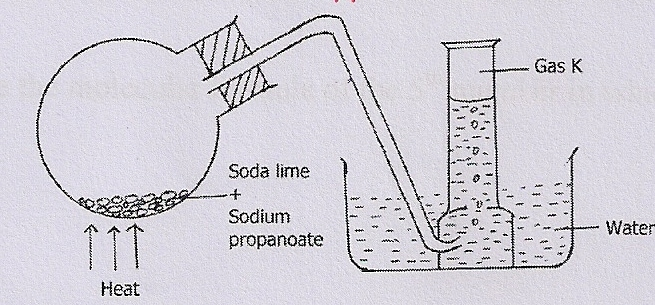 Gas K
Soda lime
+
Sodium
propanoate
Water
Heat